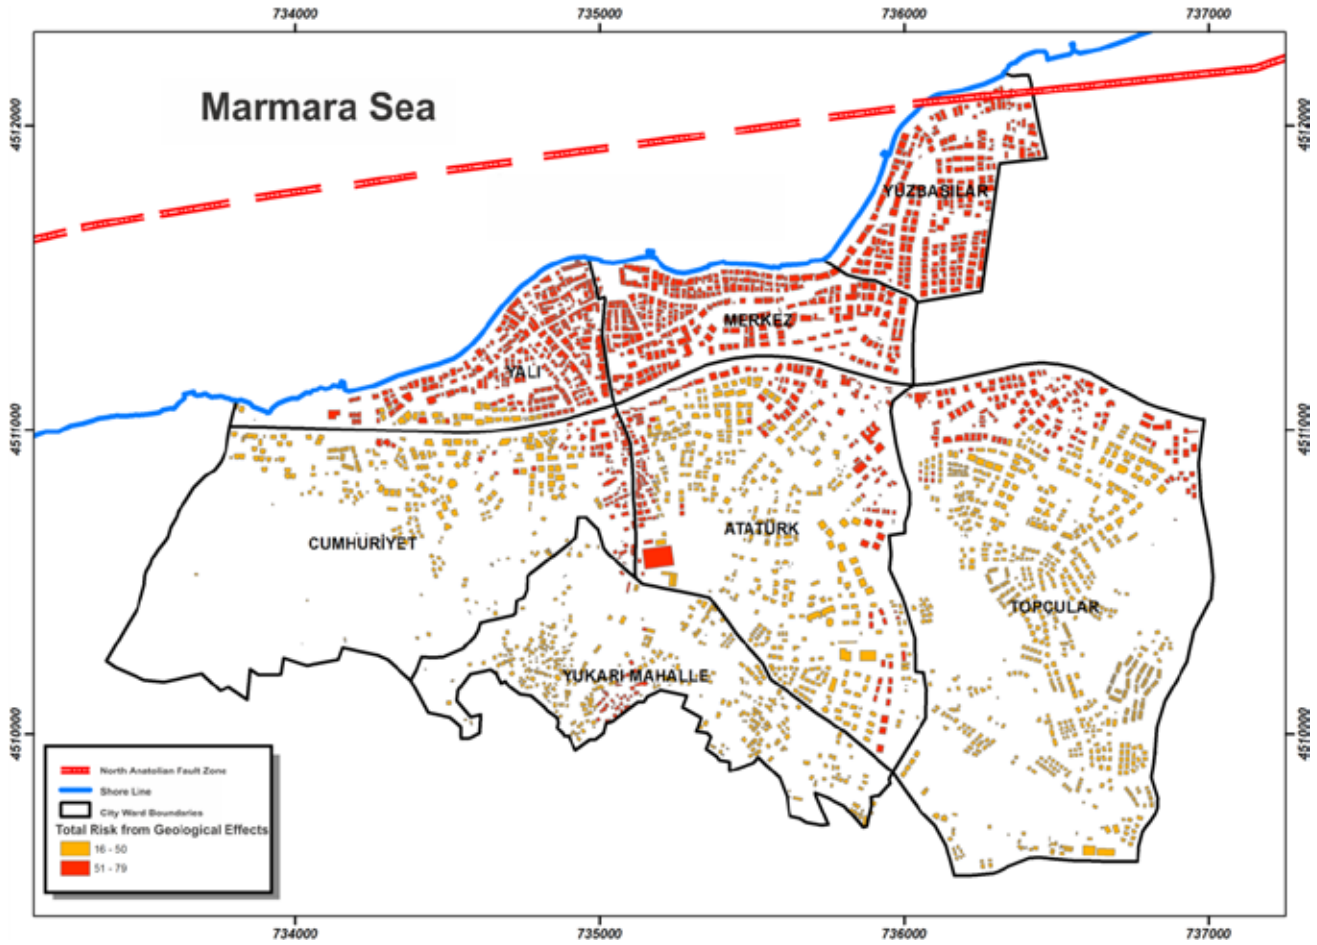 734000 735000 736000 737000
Marmara Sea
4512000 4512000
YÜZBAŞILAR
MERKEZ
YALI
4511000 4511000
ATATÜRK
CUMHURİYET
TOPÇULAR
YUKARI MAHALLE
4510000 4510000
North Anatolian Fault Zone
Shore Line
City Ward Boundaries
Total Risk from Geological Effects
16 - 50
51 - 79
734000 735000 736000 737000